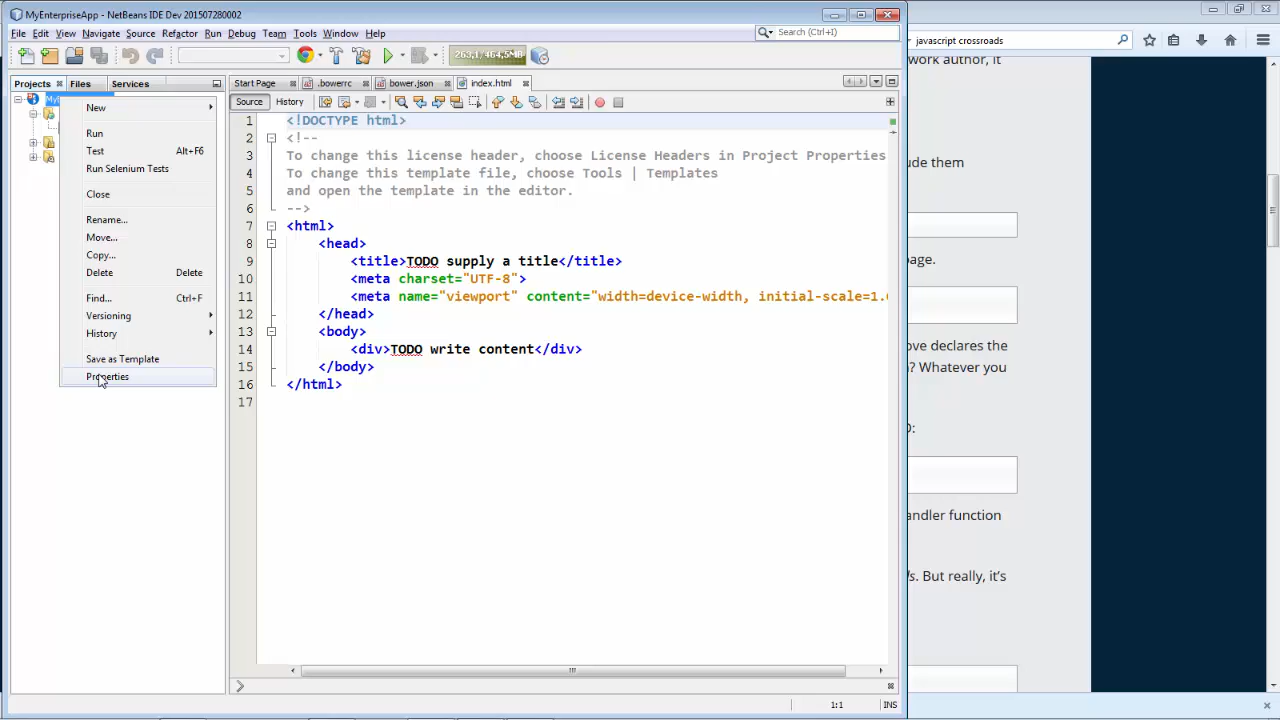 MyEnterpriseApp - NetBeans IDE Dev 201507280002
File Edit View Navigate Source Refactor Run Debug Team Tools Window Help
Search (Ctrl+I)
263,1/464,5MB
Projects Files Services
Start Page .bowerrc bower.json index.html
Source History
New
Run
Test Alt+F6
Run Selenium Tests
Close
Rename...
Move...
Copy...
Delete Delete
Find... Ctrl+F
Versioning
History
Save as Template
Properties
1 <!DOCTYPE html>
2 <!--
3 To change this license header, choose License Headers in Project Properties
4 To change this template file, choose Tools | Templates
5 and open the template in the editor.
6 -->
7 <html>
8 <head>
9 <title>TODO supply a title</title>
10 <meta charset="UTF-8">
11 <meta name="viewport" content="width=device-width, initial-scale=1.
12 </head>
13 <body>
14 <div>TODO write content</div>
15 </body>
16 </html>
17
1:1 INS
javascript crossroads
work author, it
ude them
page.
ove declares the
? Whatever you
andler function
But really, it's